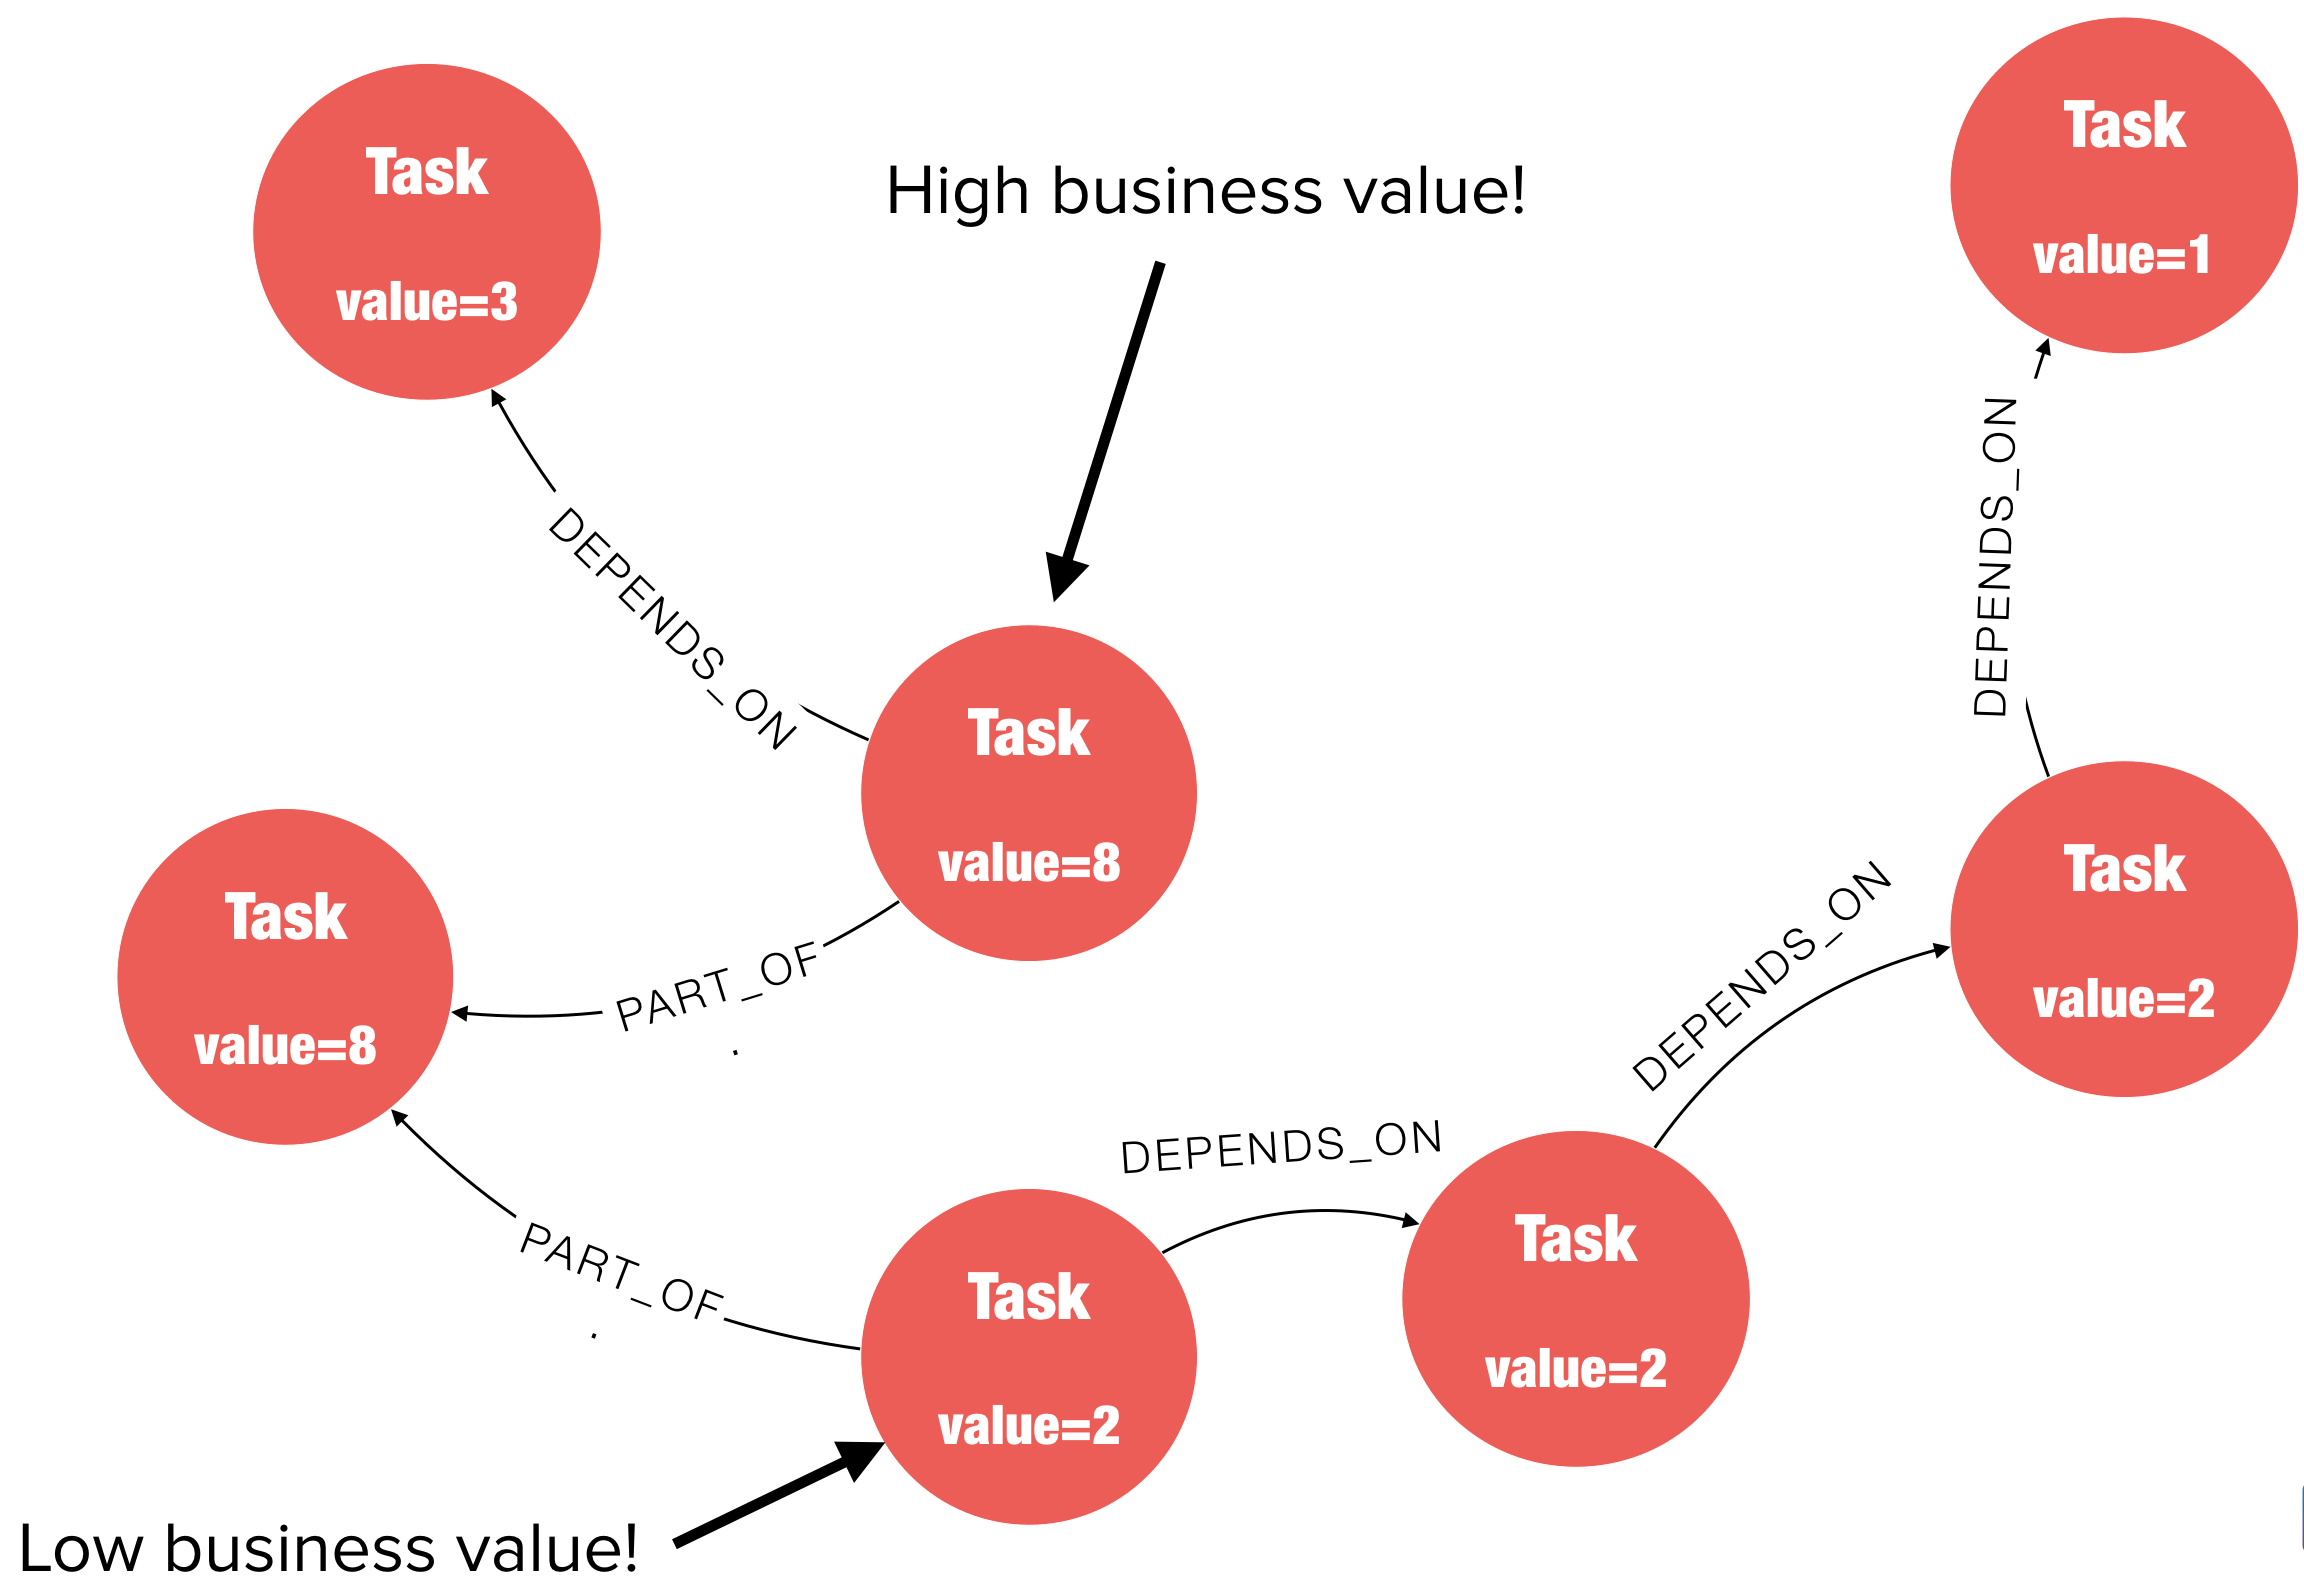 Task
value=3
High business value!
Task
value=1
DEPENDS_ON
DEPENDS_ON
Task
value=8
Task
value=8
PART_OF
.
Task
value=2
DEPENDS_ON
DEPENDS_ON
Task
value=2
PART_OF
.
Task
value=2
Low business value!